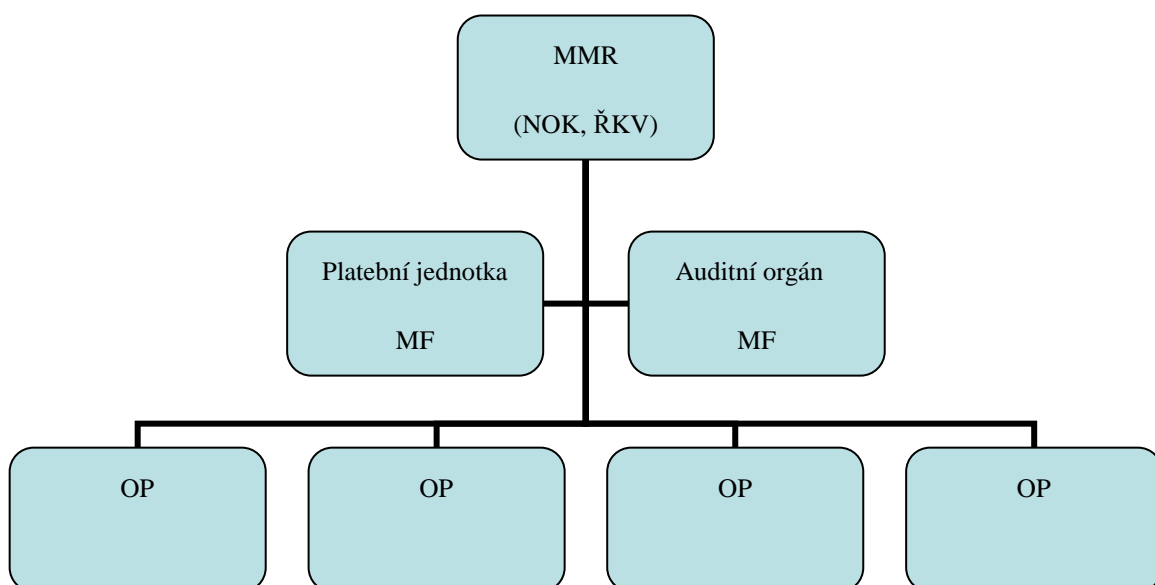 MMR
(NOK, ŘKV)
Platební jednotka
MF
Auditní orgán
MF
OP
OP
OP
OP